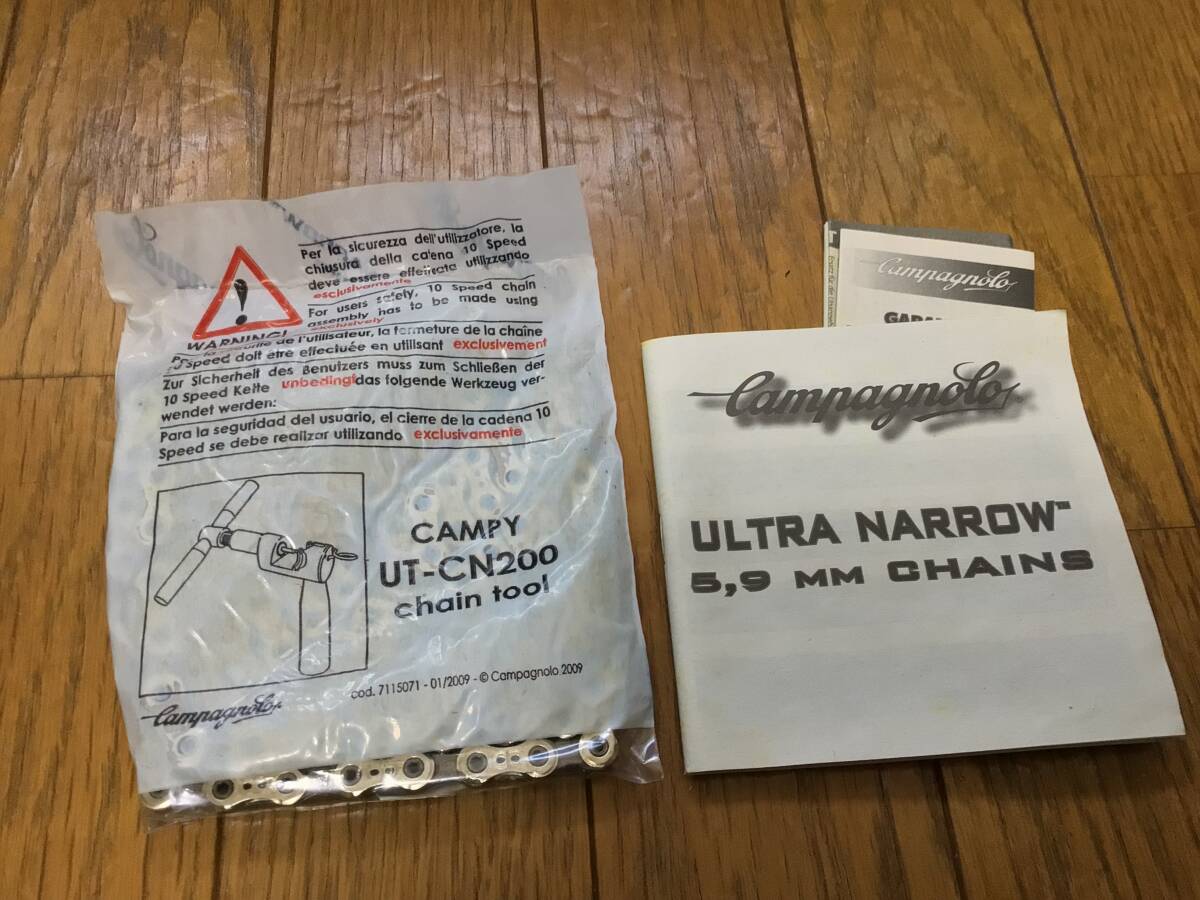 Per la sicurezza dell'utilizzatore, la
chiusura della catena 10 Speed
deve essere effettuata utilizzando
esclusivamente
For users safety, 10 speed chain
assembly has to be made using
exclusively
WARNING!
sécurité de l'utilisateur, la fermeture de la chaîne
Speed doit être effectuée en utilisant exclusivement
Zur Sicherheit des Benutzers muss zum Schließen der
10 Speed Kette unbedingt das folgende Werkzeug ver-
wendet werden:
Para la seguridad del usuario, el cierre de la cadena 10
Speed se debe realizar utilizando exclusivamente
CAMPY
UT-CN200
chain tool
cod. 7115071 - 01/2009 - © Campagnolo 2009
Campagnolo
Campagnolo
Campagnolo
ULTRA NARROW™
5,9 MM CHAINS